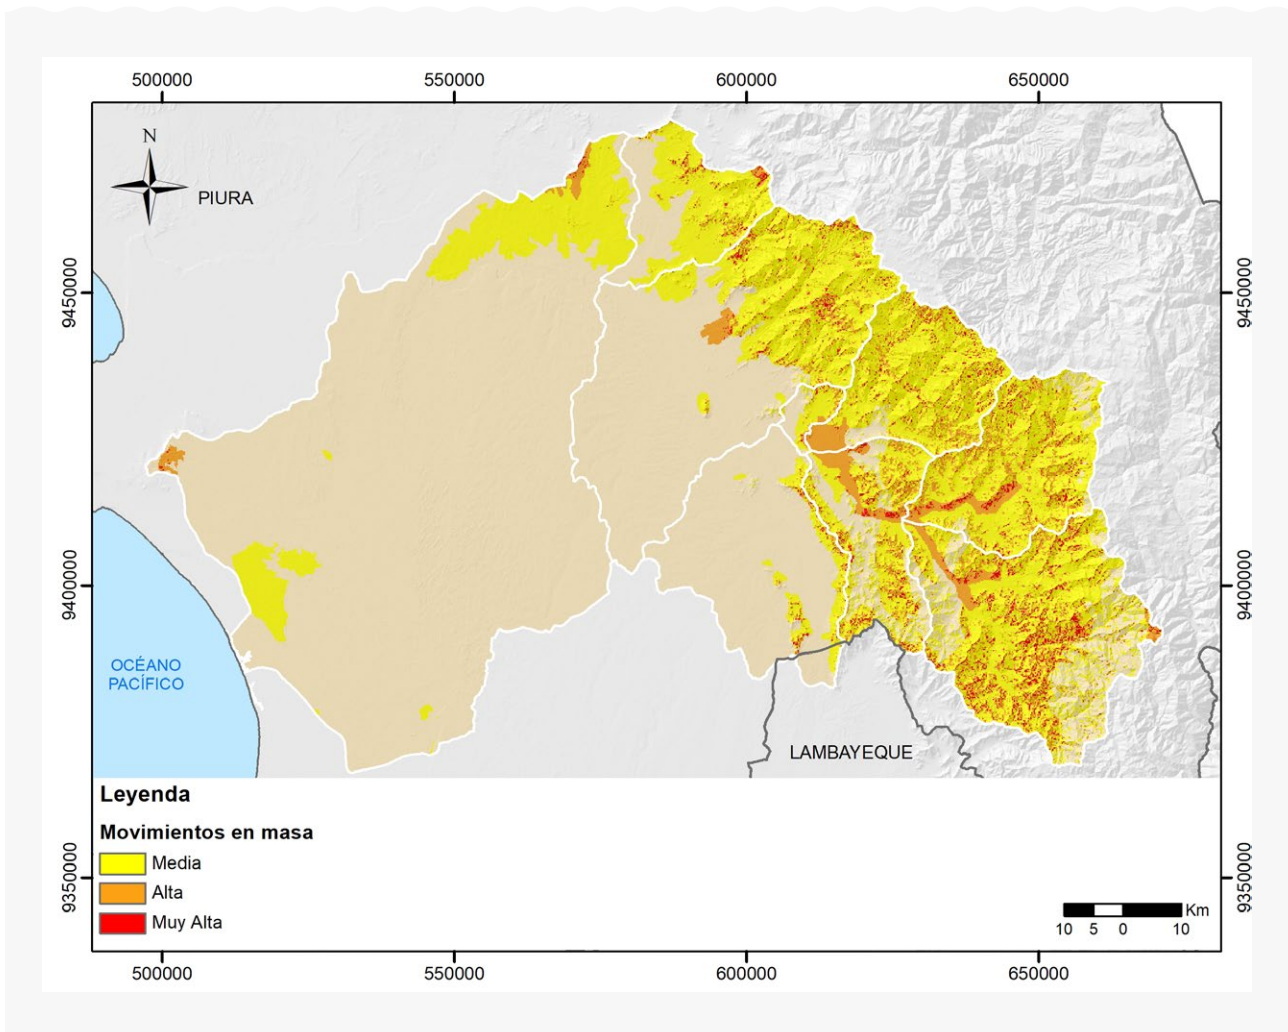 500000 550000 600000 650000
N
PIURA
9450000 9450000
9400000 9400000
OCÉANO
PACÍFICO
LAMBAYEQUE
Leyenda
Movimientos en masa
Media
Alta
Muy Alta
9350000 9350000
Km
10 5 0 10
500000 550000 600000 650000